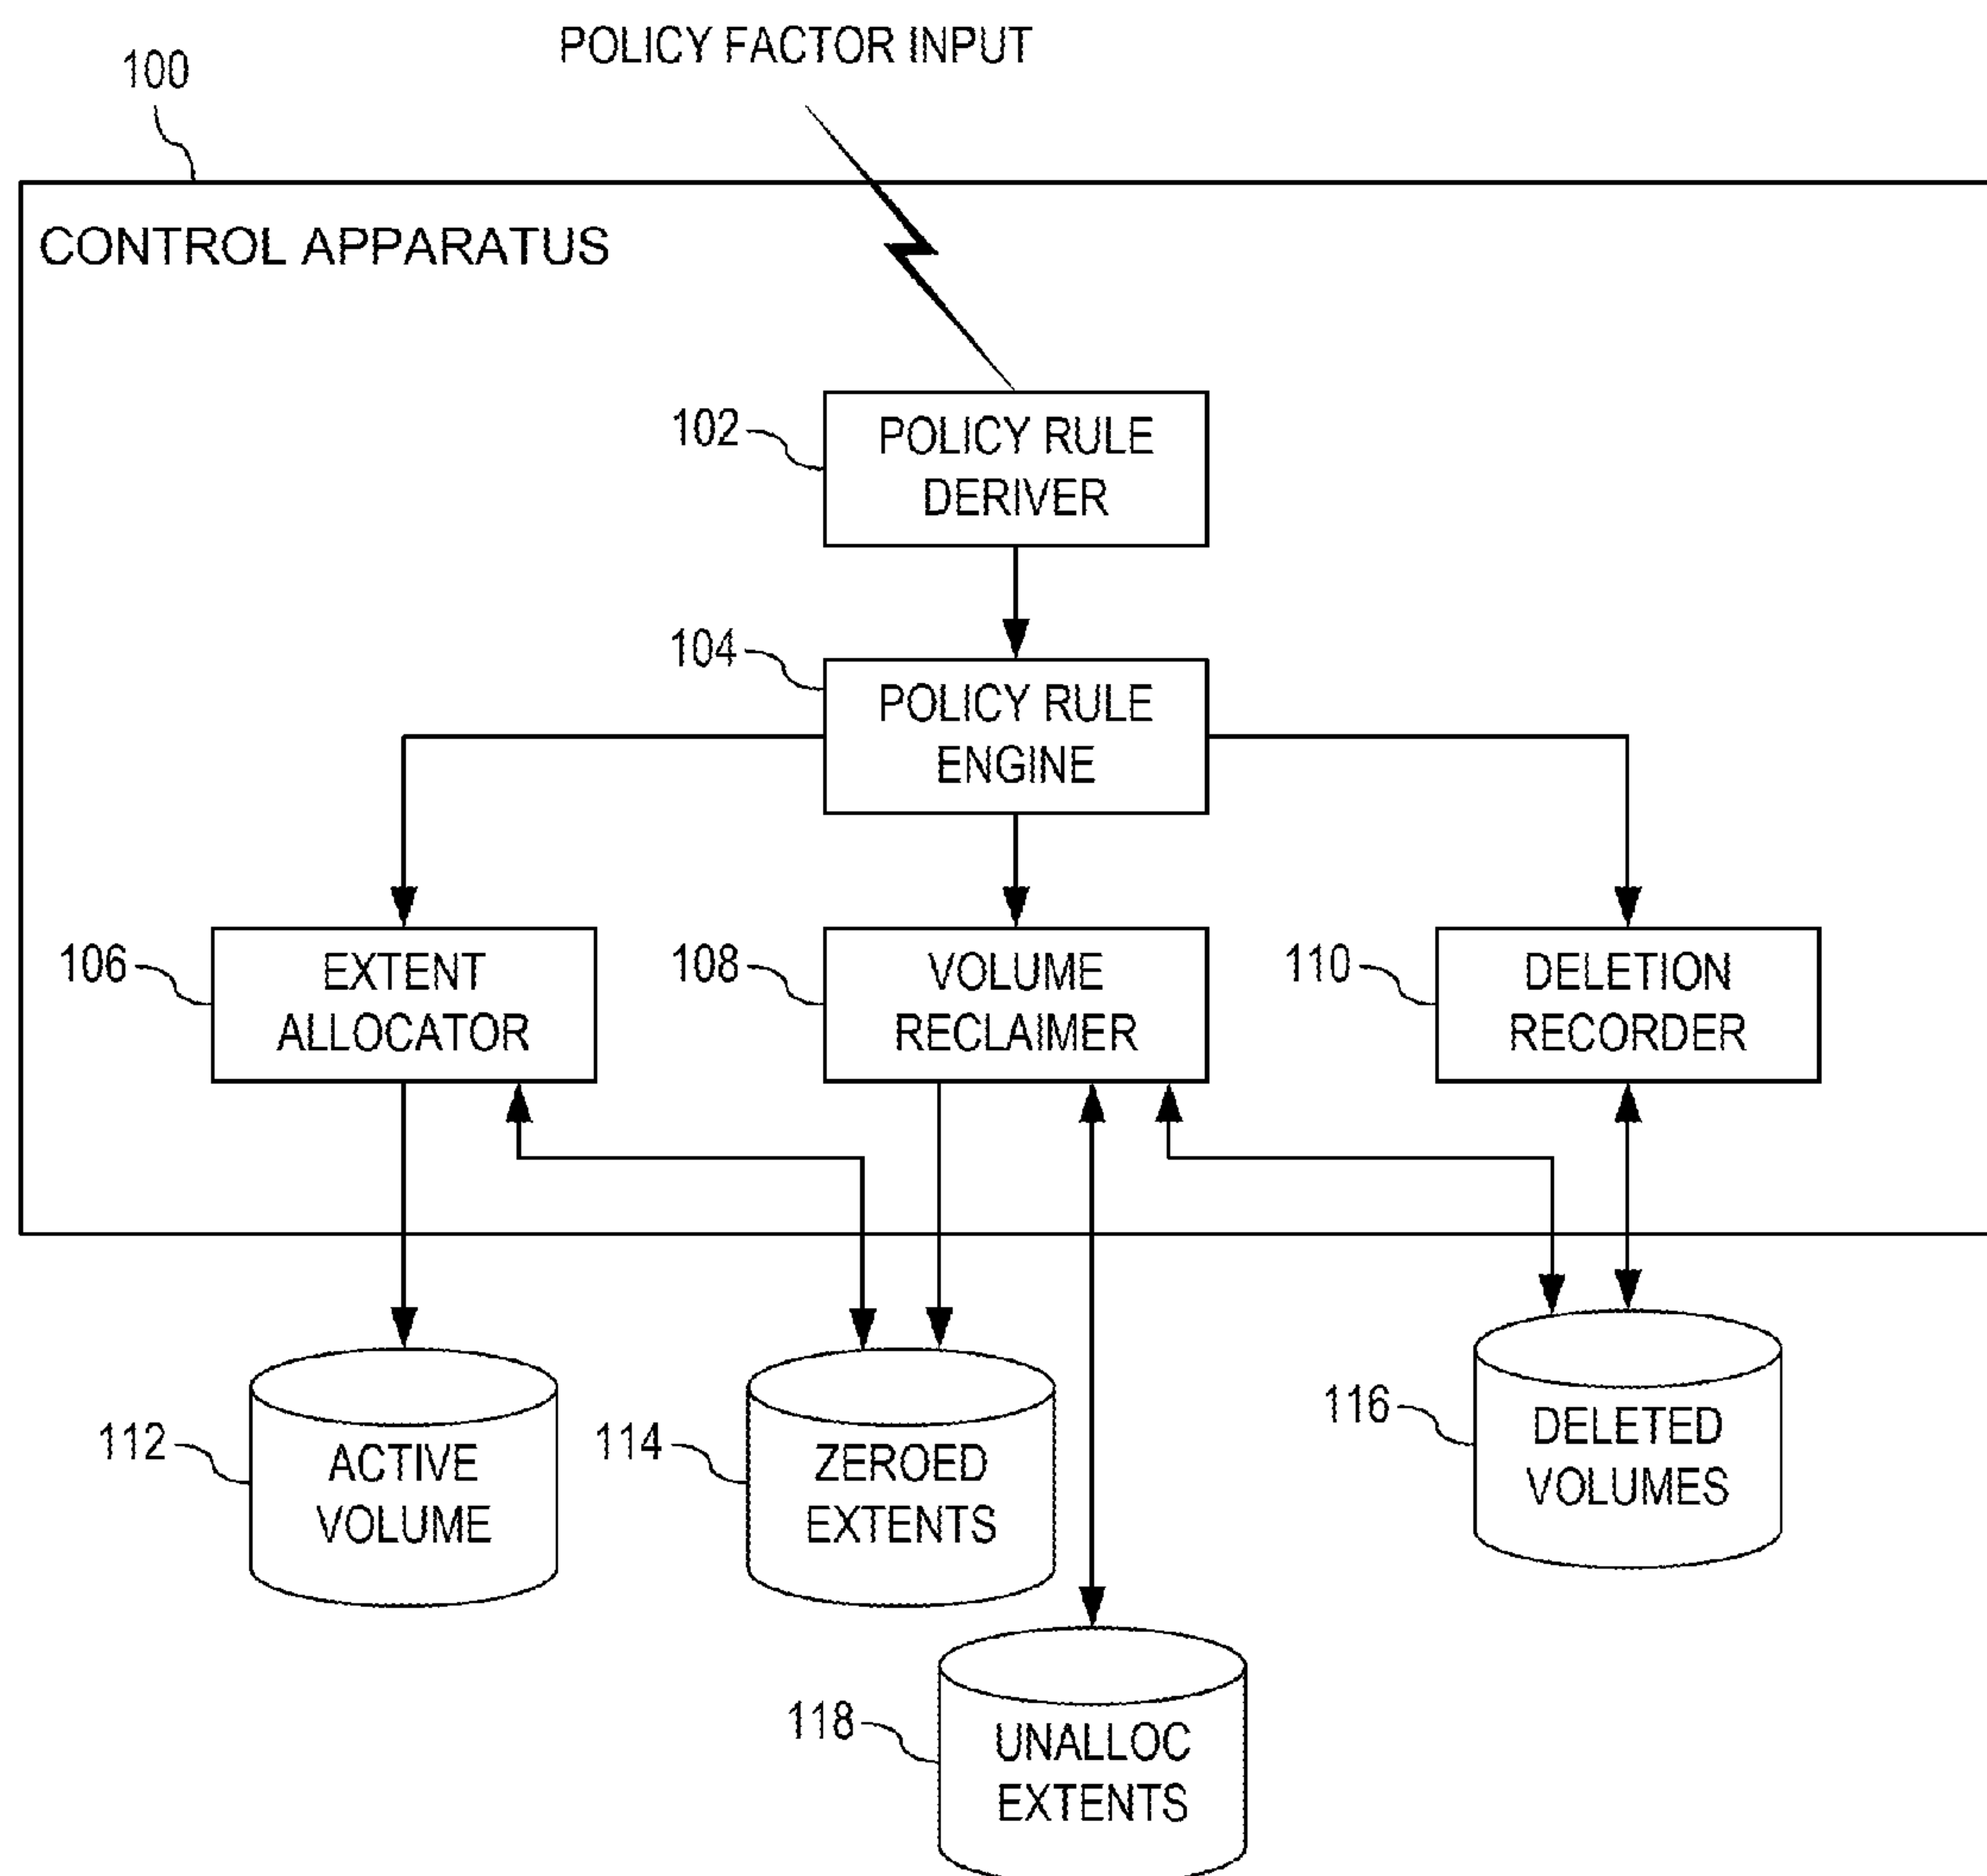 POLICY FACTOR INPUT
100
CONTROL APPARATUS
102
POLICY RULE
DERIVER
104
POLICY RULE
ENGINE
106
EXTENT
ALLOCATOR
108
VOLUME
RECLAIMER
110
DELETION
RECORDER
112
ACTIVE
VOLUME
114
ZEROED
EXTENTS
116
DELETED
VOLUMES
118
UNALLOC
EXTENTS